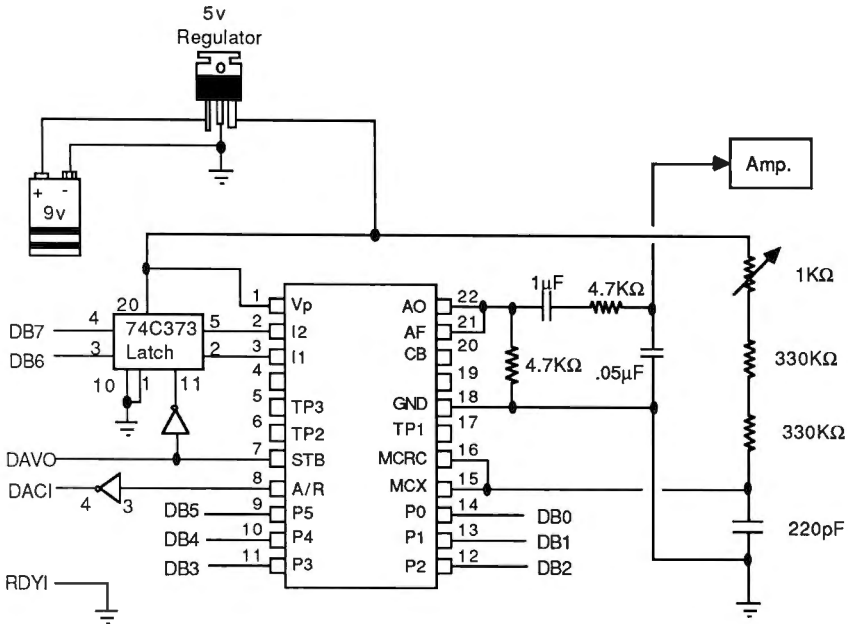 5v
Regulator
+ -
9v
Amp.
1KΩ
330KΩ
330KΩ
220pF
20
74C373
Latch
DB7 4
5
DB6 3
2
10
1
11
1 Vp
2 I2
3 I1
4
5 TP3
6 TP2
DAVO
7 STB
DACI
4 3
8 A/R
DB5 9 P5
DB4 10 P4
DB3 11 P3
RDYI
AO 22
AF 21
CB 20
19
GND 18
TP1 17
MCRC 16
MCX 15
P0 14 DB0
P1 13 DB1
P2 12 DB2
1µF
4.7KΩ
4.7KΩ
.05µF